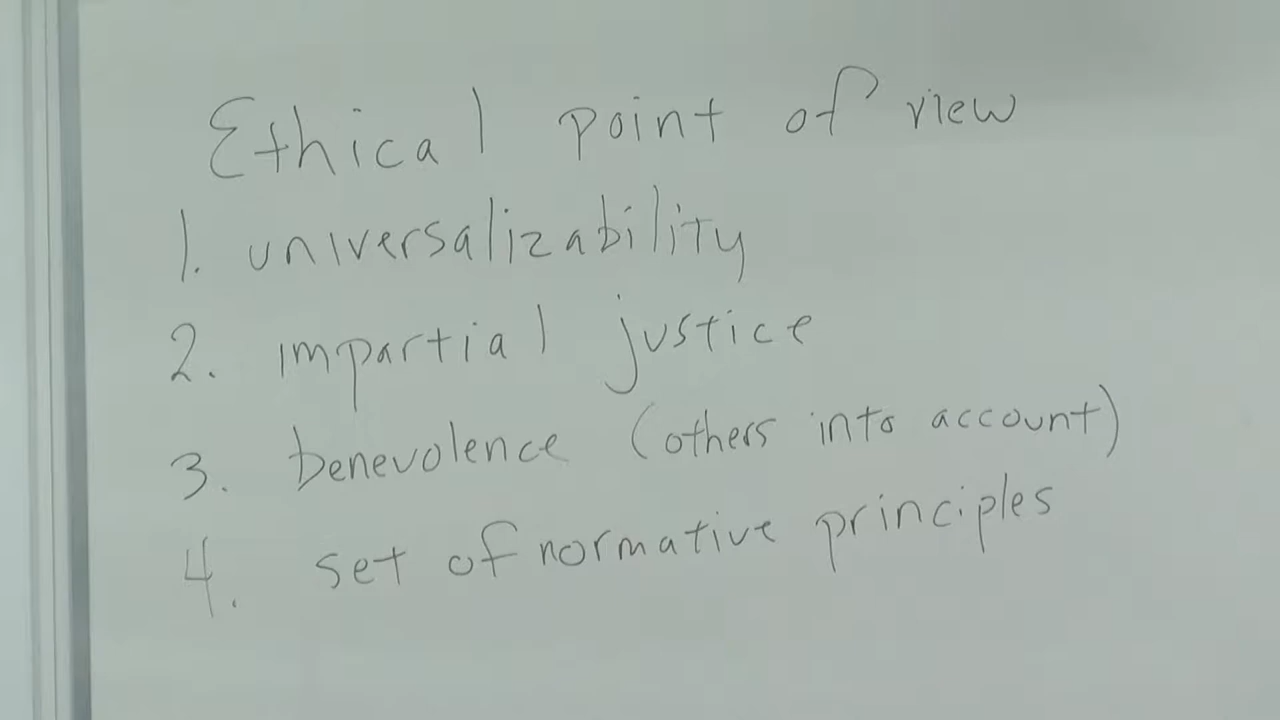 Ethical point of view
1. universalizability
2. impartial justice
3. benevolence (others into account)
4. set of normative principles